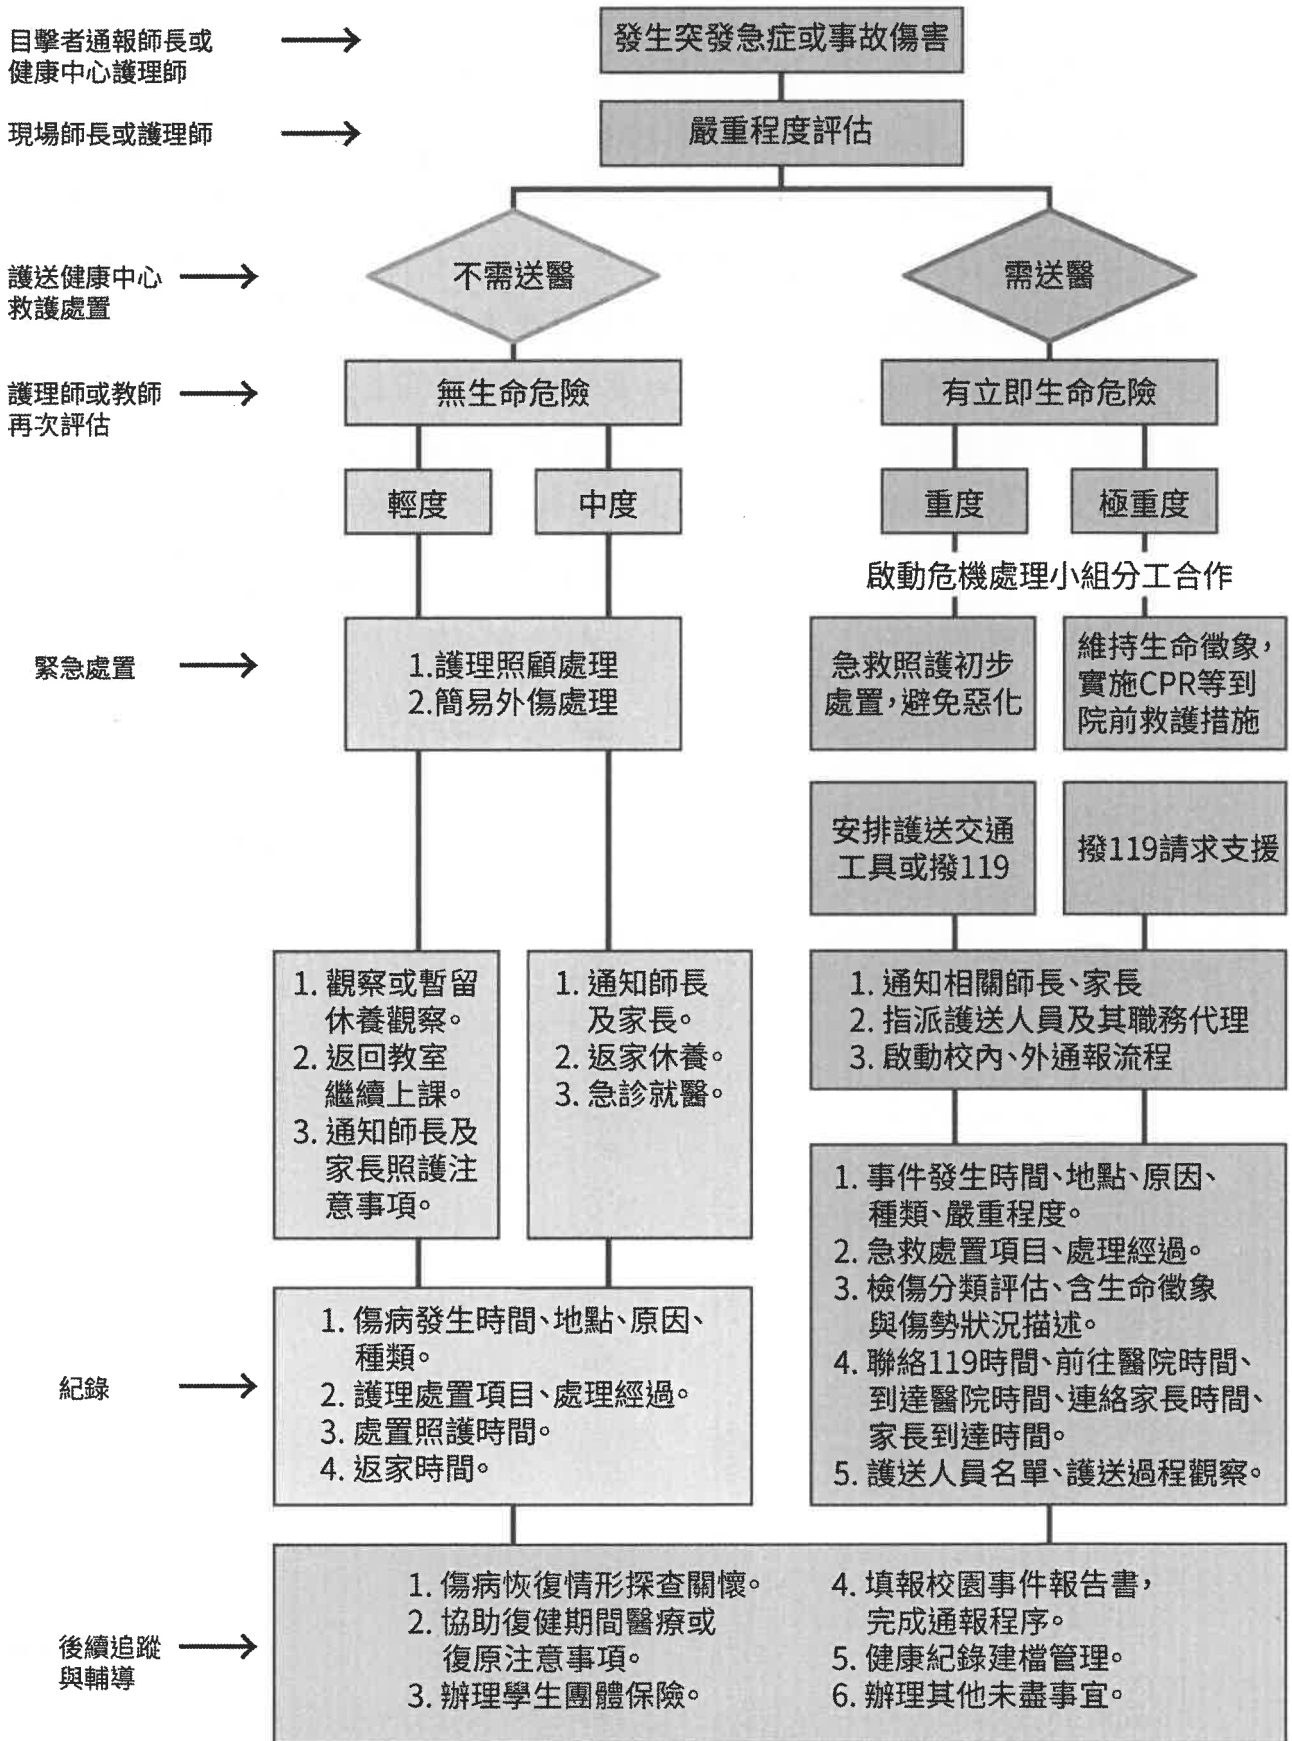 目擊者通報師長或
健康中心護理師
發生突發急症或事故傷害
現場師長或護理師
嚴重程度評估
護送健康中心
救護處置
不需送醫
需送醫
護理師或教師
再次評估
無生命危險
有立即生命危險
輕度
中度
重度
極重度
啟動危機處理小組分工合作
緊急處置
1.護理照顧處理
2.簡易外傷處理
急救照護初步
處置,避免惡化
維持生命徵象,
實施CPR等到
院前救護措施
安排護送交通
工具或撥119
撥119請求支援
1. 觀察或暫留
休養觀察。
2. 返回教室
繼續上課。
3. 通知師長及
家長照護注
意事項。
1. 通知師長
及家長。
2. 返家休養。
3. 急診就醫。
1. 通知相關師長、家長
2. 指派護送人員及其職務代理
3. 啟動校內、外通報流程
紀錄
1. 傷病發生時間、地點、原因、
種類。
2. 護理處置項目、處理經過。
3. 處置照護時間。
4. 返家時間。
1. 事件發生時間、地點、原因、
種類、嚴重程度。
2. 急救處置項目、處理經過。
3. 檢傷分類評估、含生命徵象
與傷勢狀況描述。
4. 聯絡119時間、前往醫院時間、
到達醫院時間、連絡家長時間、
家長到達時間。
5. 護送人員名單、護送過程觀察。
後續追蹤
與輔導
1. 傷病恢復情形探查關懷。
2. 協助復健期間醫療或
復原注意事項。
3. 辦理學生團體保險。
4. 填報校園事件報告書,
完成通報程序。
5. 健康紀錄建檔管理。
6. 辦理其他未盡事宜。